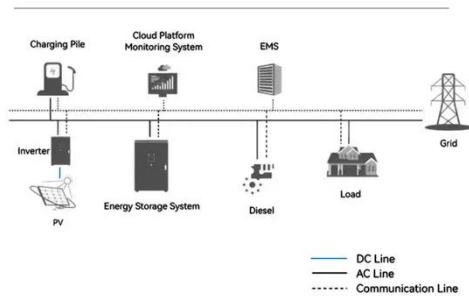 Charging Pile
Cloud Platform
Monitoring System
EMS
Grid
Inverter
PV
Energy Storage System
Diesel
Load
DC Line
AC Line
Communication Line